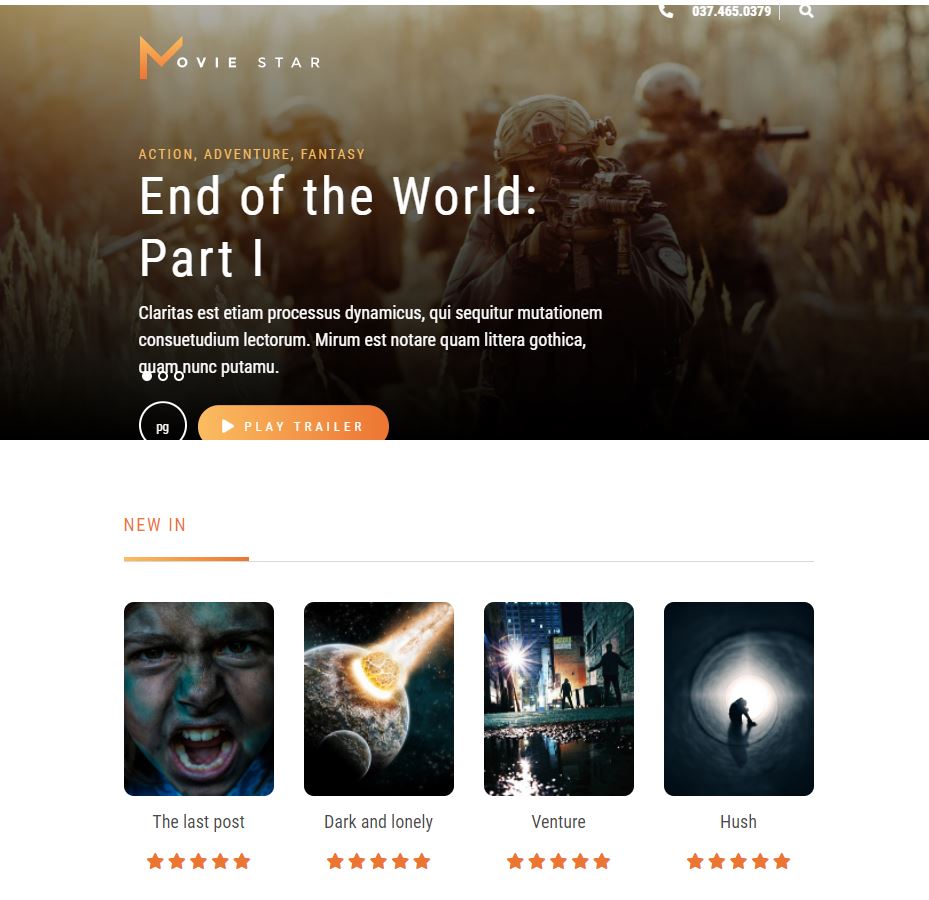 037.465.0379
MOVIE STAR
ACTION, ADVENTURE, FANTASY
End of the World:
Part I
Claritas est etiam processus dynamicus, qui sequitur mutationem
consuetudium lectorum. Mirum est notare quam littera gothica,
quam nunc putamu.
pg PLAY TRAILER
NEW IN
The last post Dark and lonely Venture Hush